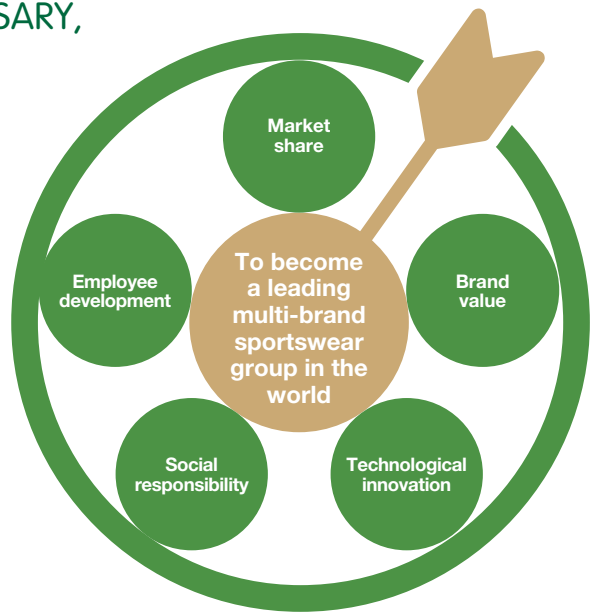 SARY,
Market
share
To become
a leading
multi-brand
sportswear
group in the
world
Employee
development
Brand
value
Social
responsibility
Technological
innovation